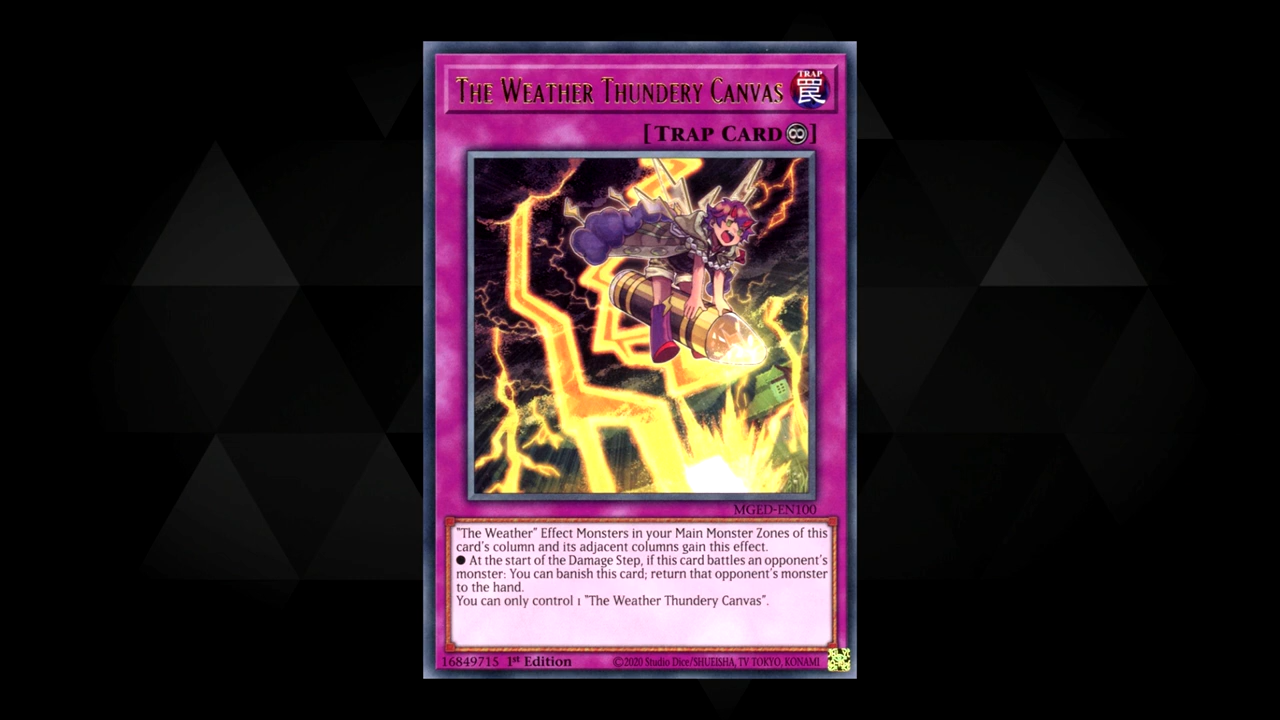 THE WEATHER THUNDERY CANVAS
TRAP
罠
[TRAP CARD∞]
MGED-EN100
"The Weather" Effect Monsters in your Main Monster Zones of this
card's column and its adjacent columns gain this effect.
● At the start of the Damage Step, if this card battles an opponent's
monster: You can banish this card; return that opponent's monster
to the hand.
You can only control 1 "The Weather Thundery Canvas".
16849715 1st Edition ©2020 Studio Dice/SHUEISHA, TV TOKYO, KONAMI